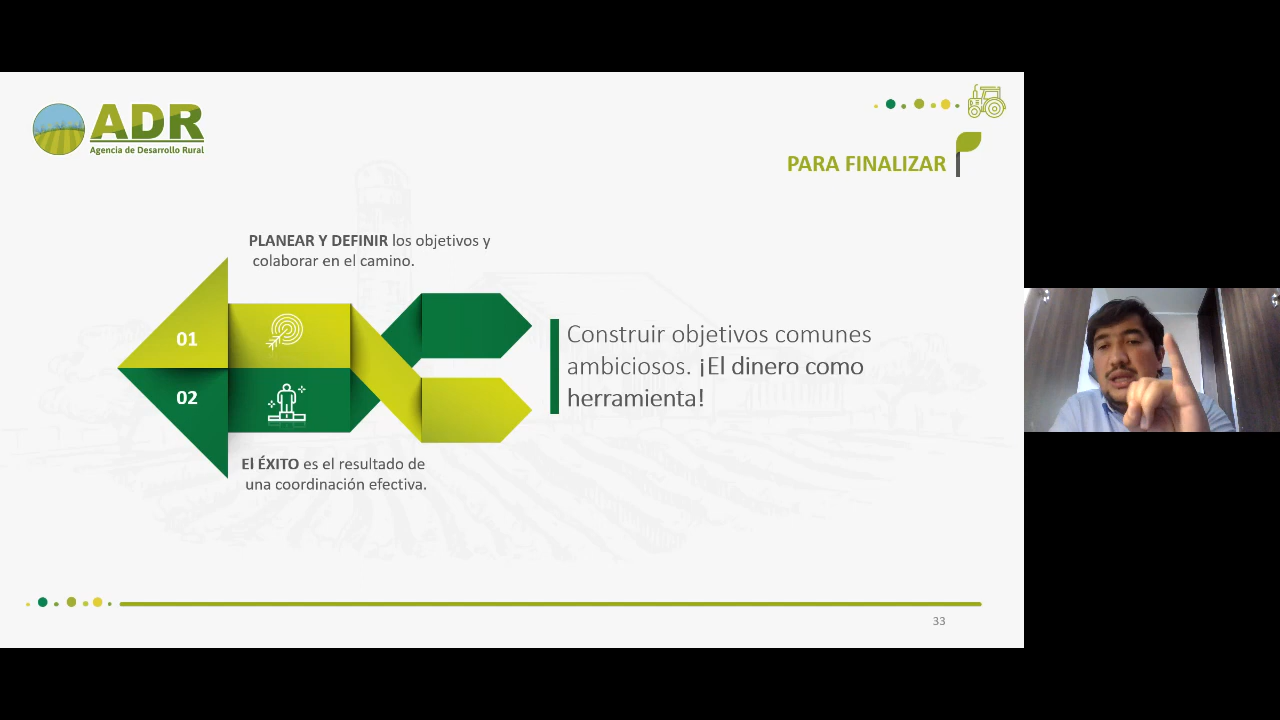 ADR
Agencia de Desarrollo Rural
PARA FINALIZAR
PLANEAR Y DEFINIR los objetivos y
colaborar en el camino.
01
02
El ÉXITO es el resultado de
una coordinación efectiva.
Construir objetivos comunes
ambiciosos. ¡El dinero como
herramienta!
33